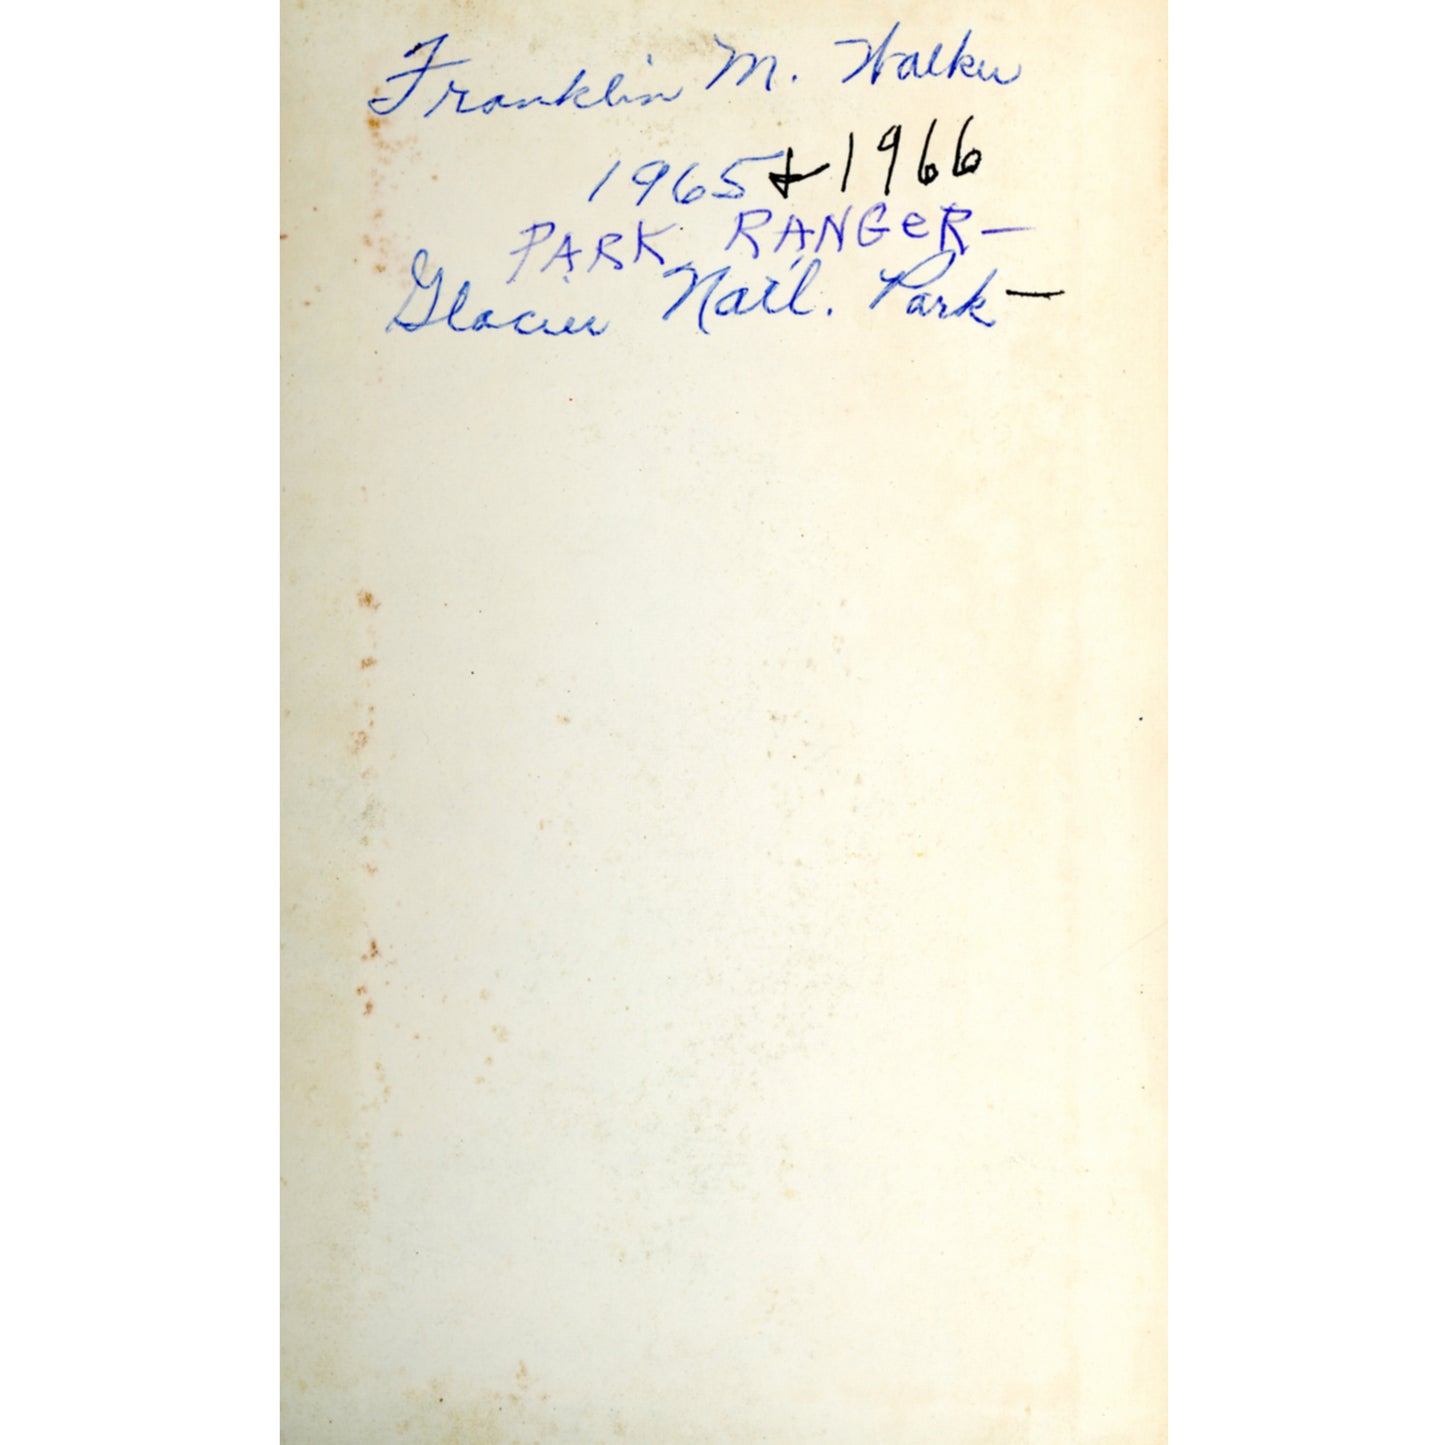 Franklin M. Walker
1965 & 1966
PARK RANGeR—
Glacier Nat'l. Park—